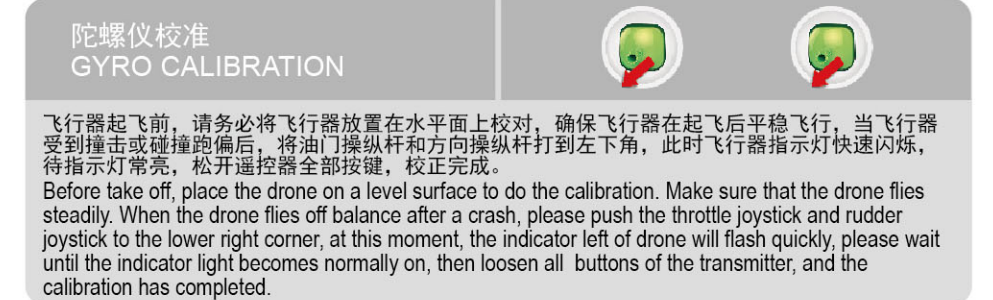 陀螺仪校准
GYRO CALIBRATION
飞行器起飞前，请务必将飞行器放置在水平面上校对，确保飞行器在起飞后平稳飞行，当飞行器
受到撞击或碰撞跑偏后，将油门操纵杆和方向操纵杆打到左下角，此时飞行器指示灯快速闪烁，
待指示灯常亮，松开遥控器全部按键，校正完成。
Before take off, place the drone on a level surface to do the calibration. Make sure that the drone flies
steadily. When the drone flies off balance after a crash, please push the throttle joystick and rudder
joystick to the lower right corner, at this moment, the indicator left of drone will flash quickly, please wait
until the indicator light becomes normally on, then loosen all  buttons of the transmitter, and the
calibration has completed.